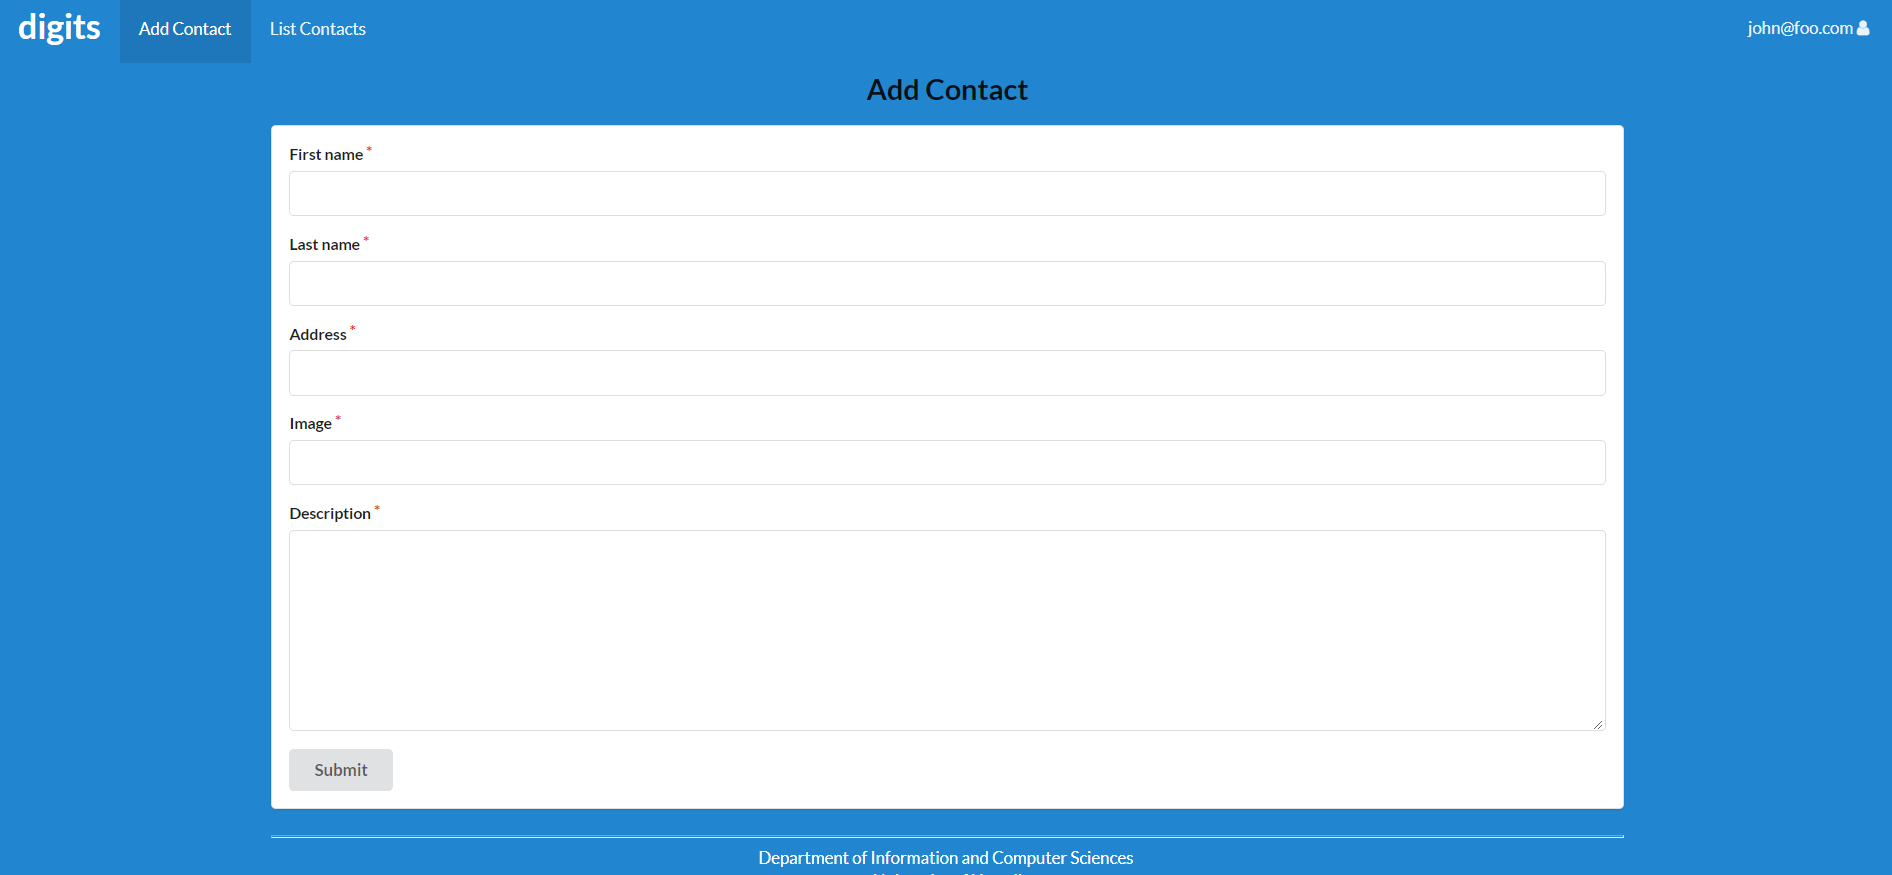 digits
Add Contact
List Contacts
john@foo.com
Add Contact
First name *
Last name *
Address *
Image *
Description *
Submit
Department of Information and Computer Sciences